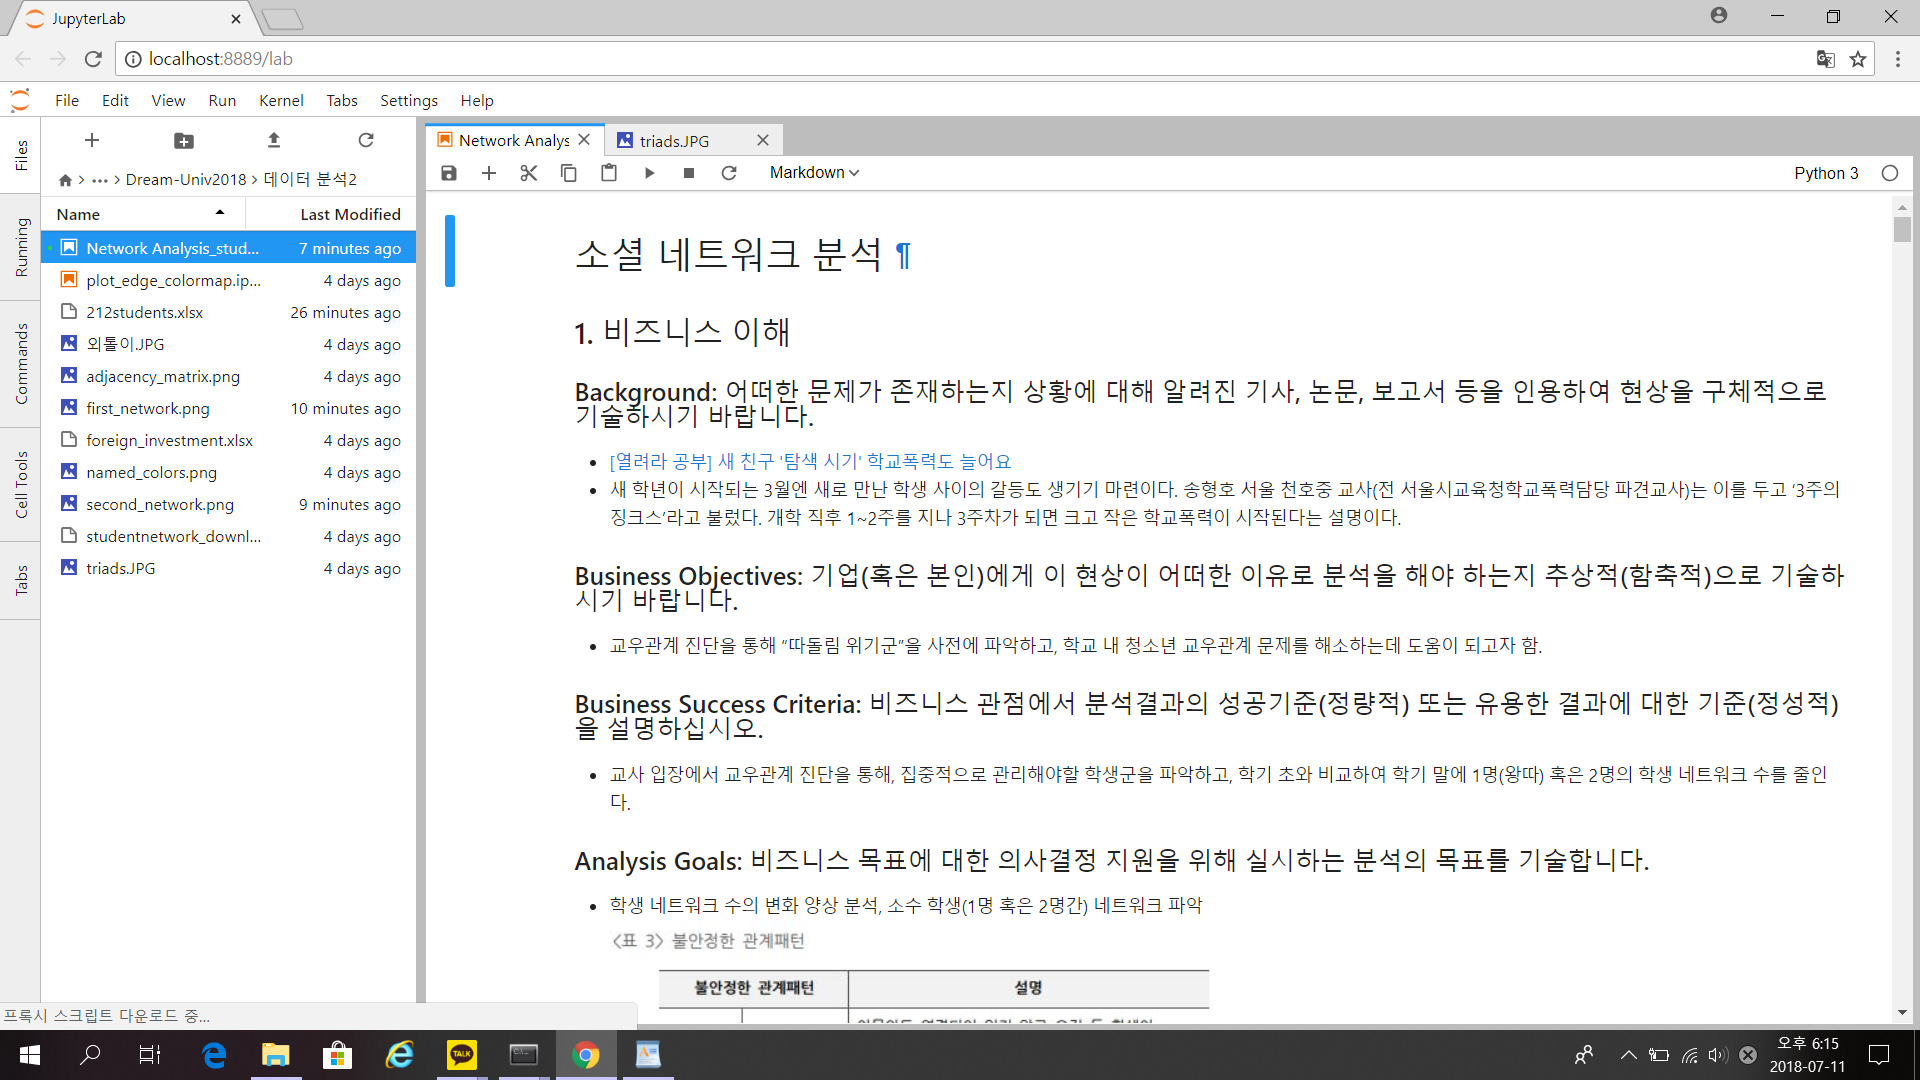 JupyterLab
localhost:8889/lab
File Edit View Run Kernel Tabs Settings Help
Files
Running
Commands
Cell Tools
Tabs
Dream-Univ2018 > 데이터 분석2
Name Last Modified
Network Analysis_stud... 7 minutes ago
plot_edge_colormap.ip... 4 days ago
212students.xlsx 26 minutes ago
외톨이.JPG 4 days ago
adjacency_matrix.png 4 days ago
first_network.png 10 minutes ago
foreign_investment.xlsx 4 days ago
named_colors.png 4 days ago
second_network.png 9 minutes ago
studentnetwork_downl... 4 days ago
triads.JPG 4 days ago
Network Analys triads.JPG
Markdown Python 3
소셜 네트워크 분석 ¶
1. 비즈니스 이해
Background: 어떠한 문제가 존재하는지 상황에 대해 알려진 기사, 논문, 보고서 등을 인용하여 현상을 구체적으로
기술하시기 바랍니다.
• [열려라 공부] 새 친구 '탐색 시기' 학교폭력도 늘어요
• 새 학년이 시작되는 3월엔 새로 만난 학생 사이의 갈등도 생기기 마련이다. 송형호 서울 천호중 교사(전 서울시교육청학교폭력담당 파견교사)는 이를 두고 ‘3주의
징크스’라고 불렀다. 개학 직후 1~2주를 지나 3주차가 되면 크고 작은 학교폭력이 시작된다는 설명이다.
Business Objectives: 기업(혹은 본인)에게 이 현상이 어떠한 이유로 분석을 해야 하는지 추상적(함축적)으로 기술하
시기 바랍니다.
• 교우관계 진단을 통해 “따돌림 위기군”을 사전에 파악하고, 학교 내 청소년 교우관계 문제를 해소하는데 도움이 되고자 함.
Business Success Criteria: 비즈니스 관점에서 분석결과의 성공기준(정량적) 또는 유용한 결과에 대한 기준(정성적)
을 설명하십시오.
• 교사 입장에서 교우관계 진단을 통해, 집중적으로 관리해야할 학생군을 파악하고, 학기 초와 비교하여 학기 말에 1명(왕따) 혹은 2명의 학생 네트워크 수를 줄인
다.
Analysis Goals: 비즈니스 목표에 대한 의사결정 지원을 위해 실시하는 분석의 목표를 기술합니다.
• 학생 네트워크 수의 변화 양상 분석, 소수 학생(1명 혹은 2명간) 네트워크 파악
<표 3> 불안정한 관계패턴
불안정한 관계패턴 설명
프록시 스크립트 다운로드 중...
TALK
오후 6:15
2018-07-11